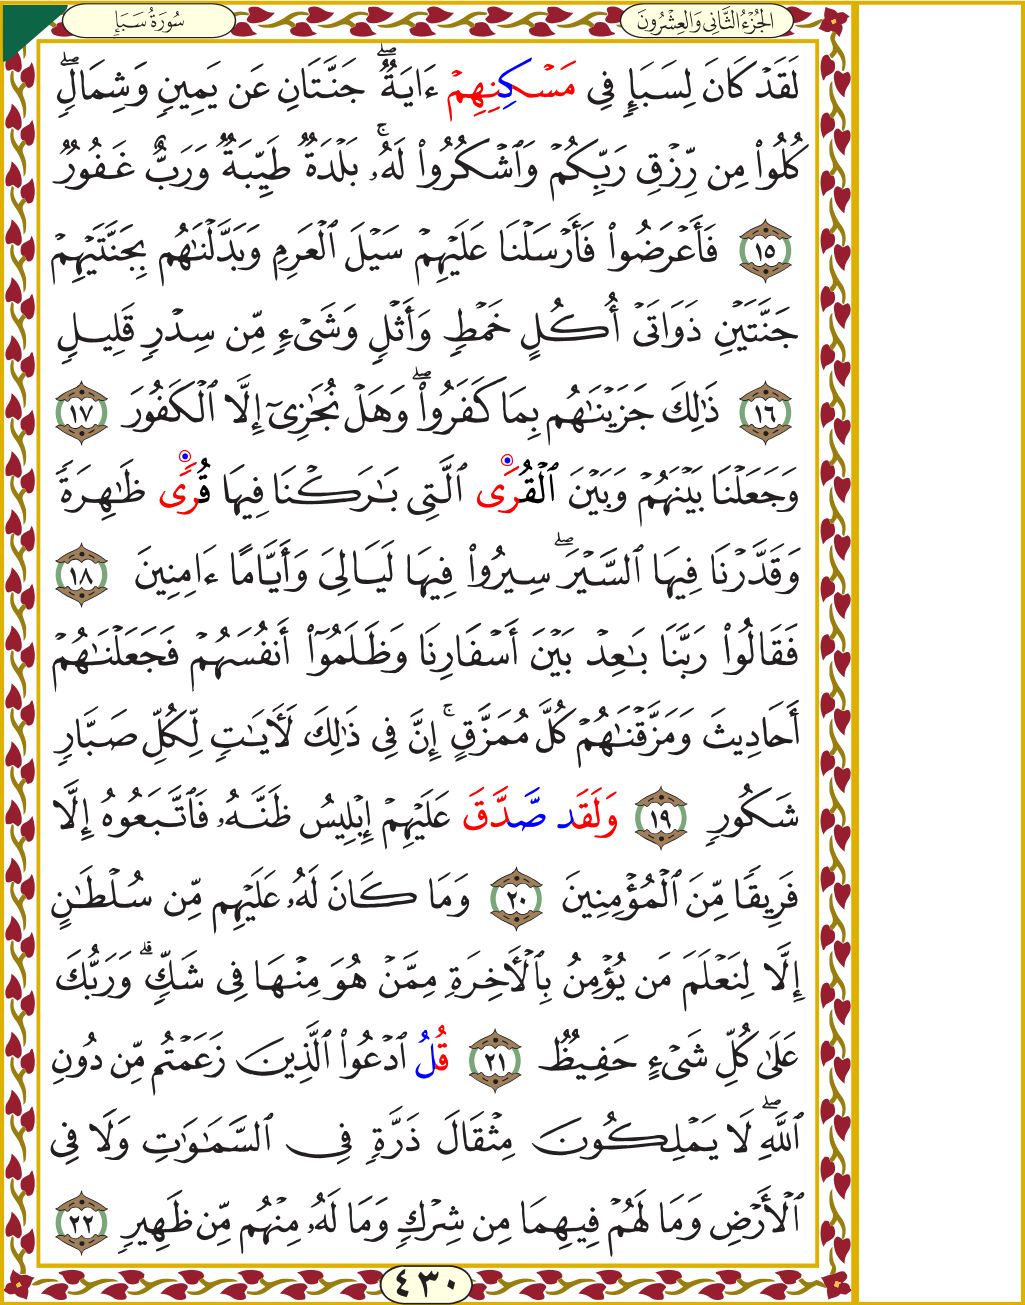 الجُزْءُ الثَّانِي وَالعِشْرُونَ
سُورَةُ سَبَإٍ
لَقَدْ كَانَ لِسَبَإٖ فِي مَسْكِنِهِمْ ءَايَةٞۖ جَنَّتَانِ عَن يَمِينٖ وَشِمَالٖۖ
كُلُواْ مِن رِّزْقِ رَبِّكُمْ وَٱشْكُرُواْ لَهُۥۚ بَلْدَةٞ طَيِّبَةٞ وَرَبٌّ غَفُورٞ
١٥ فَأَعْرَضُواْ فَأَرْسَلْنَا عَلَيْهِمْ سَيْلَ ٱلْعَرِمِ وَبَدَّلْنَٰهُم بِجَنَّتَيْهِمْ
جَنَّتَيْنِ ذَوَاتَىْ أُكُلٍ خَمْطٖ وَأَثْلٖ وَشَىْءٖ مِّن سِدْرٖ قَلِيلٖ
١٦ ذَٰلِكَ جَزَيْنَٰهُم بِمَا كَفَرُواْۖ وَهَلْ نُجَٰزِىٓ إِلَّا ٱلْكَفُورَ ١٧
وَجَعَلْنَا بَيْنَهُمْ وَبَيْنَ ٱلْقُرَى ٱلَّتِى بَٰرَكْنَا فِيهَا قُرٗى ظَٰهِرَةٗ
وَقَدَّرْنَا فِيهَا ٱلسَّيْرَۖ سِيرُواْ فِيهَا لَيَالِىَ وَأَيَّامًا ءَامِنِينَ ١٨
فَقَالُواْ رَبَّنَا بَٰعِدْ بَيْنَ أَسْفَارِنَا وَظَلَمُوٓاْ أَنفُسَهُمْ فَجَعَلْنَٰهُمْ
أَحَادِيثَ وَمَزَّقْنَٰهُمْ كُلَّ مُمَزَّقٍۚ إِنَّ فِى ذَٰلِكَ لَأٓيَٰتٖ لِّكُلِّ صَبَّارٖ
شَكُورٖ ١٩ وَلَقَد صَّدَّقَ عَلَيْهِمْ إِبْلِيسُ ظَنَّهُۥ فَٱتَّبَعُوهُ إِلَّا
فَرِيقٗا مِّنَ ٱلْمُؤْمِنِينَ ٢٠ وَمَا كَانَ لَهُۥ عَلَيْهِم مِّن سُلْطَٰنٍ
إِلَّا لِنَعْلَمَ مَن يُؤْمِنُ بِٱلْأٓخِرَةِ مِمَّنْ هُوَ مِنْهَا فِى شَكّٖۗ وَرَبُّكَ
عَلَىٰ كُلِّ شَىْءٍ حَفِيظٞ ٢١ قُلُ ٱدْعُواْ ٱلَّذِينَ زَعَمْتُم مِّن دُونِ
ٱللَّهِۖ لَا يَمْلِكُونَ مِثْقَالَ ذَرَّةٖ فِى ٱلسَّمَٰوَٰتِ وَلَا فِى
ٱلْأَرْضِ وَمَا لَهُمْ فِيهِمَا مِن شِرْكٖ وَمَا لَهُۥ مِنْهُم مِّن ظَهِيرٖ ٢٢
٤٣٠